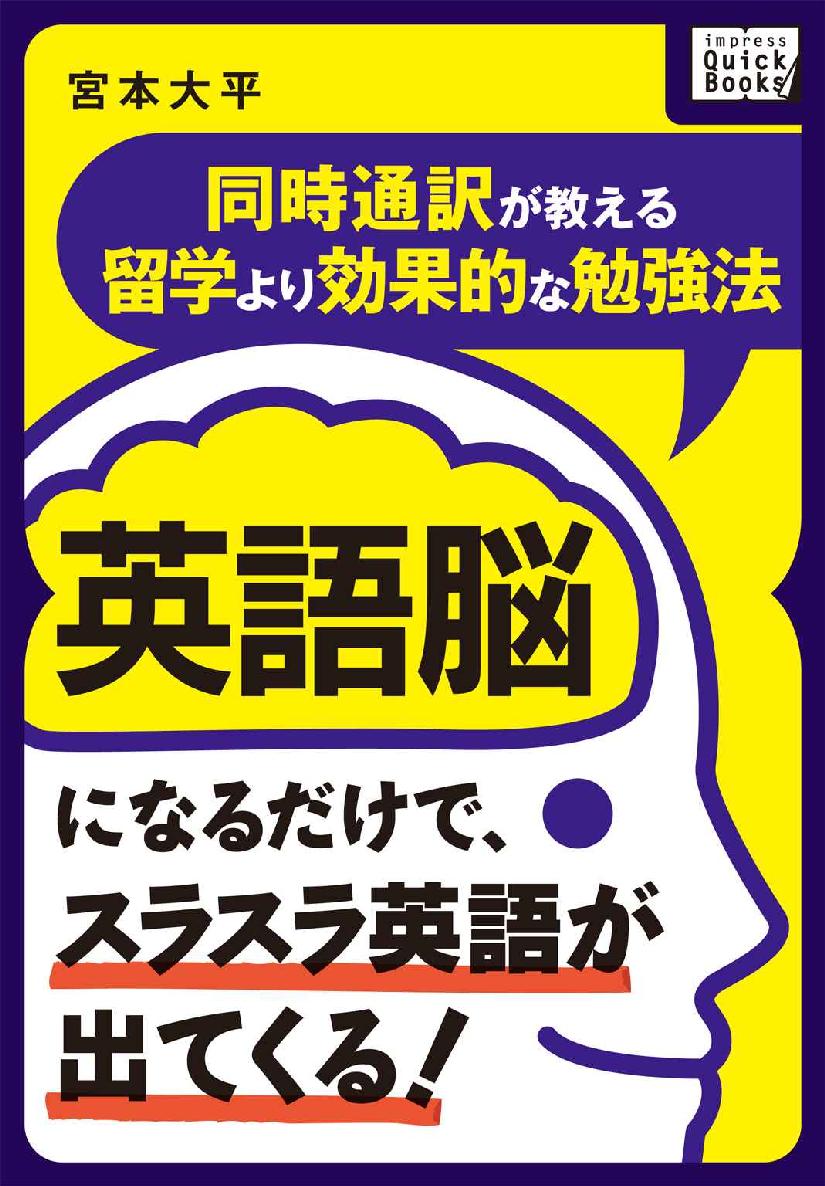 impress
Quick
Books
宮本大平
同時通訳が教える
留学より効果的な勉強法
英語脳
になるだけで、
スラスラ英語が
出てくる!